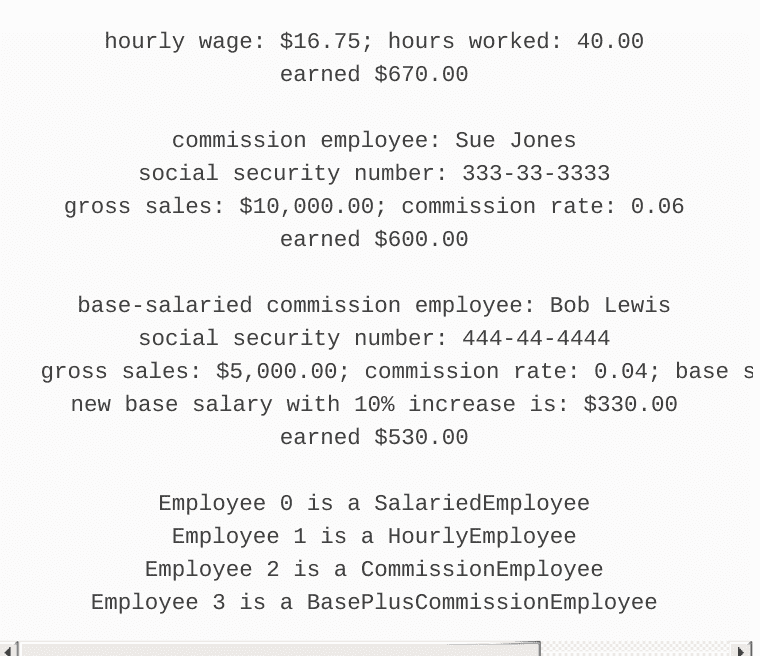 hourly wage: $16.75; hours worked: 40.00
earned $670.00
commission employee: Sue Jones
social security number: 333-33-3333
gross sales: $10,000.00; commission rate: 0.06
earned $600.00
base-salaried commission employee: Bob Lewis
social security number: 444-44-4444
gross sales: $5,000.00; commission rate: 0.04; base s
new base salary with 10% increase is: $330.00
earned $530.00
Employee 0 is a SalariedEmployee
Employee 1 is a HourlyEmployee
Employee 2 is a CommissionEmployee
Employee 3 is a BasePlusCommissionEmployee